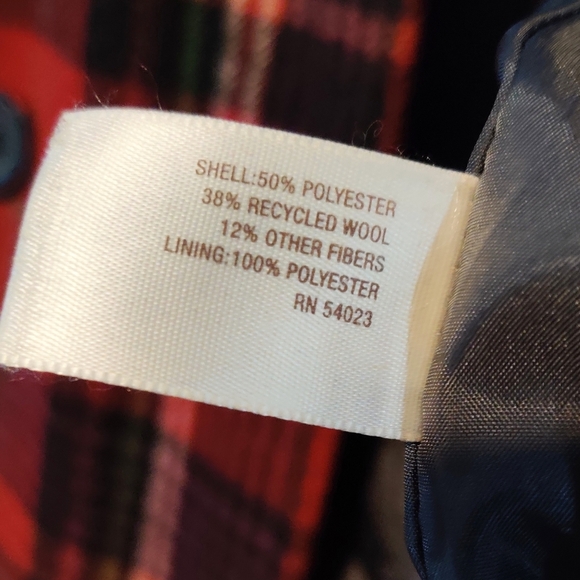 SHELL:50% POLYESTER
38% RECYCLED WOOL
12% OTHER FIBERS
LINING:100% POLYESTER
RN 54023